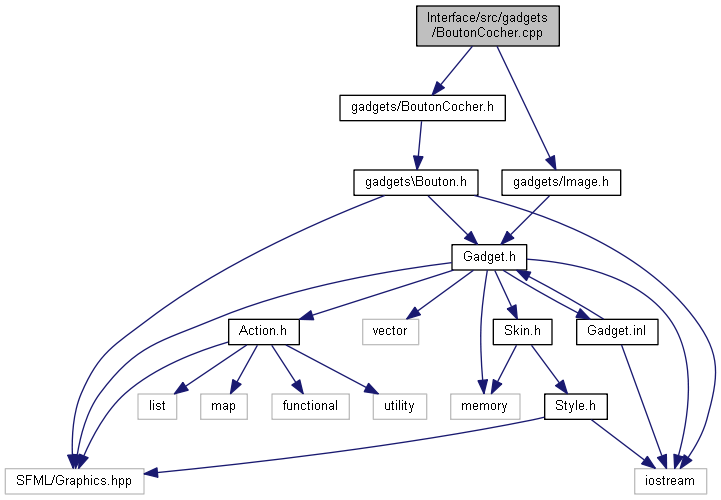 Interface/src/gadgets
/BoutonCocher.cpp
gadgets/BoutonCocher.h
gadgets\Bouton.h
gadgets/Image.h
Gadget.h
Action.h
vector
Skin.h
Gadget.inl
list
map
functional
utility
memory
Style.h
SFML/Graphics.hpp
iostream